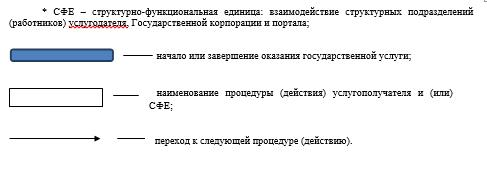 * СФЕ – структурно-функциональная единица: взаимодействие структурных подразделений
(работников) услугодателя, Государственной корпорации и портала;
начало или завершение оказания государственной услуги;
наименование процедуры (действия) услугополучателя и (или)
СФЕ;
переход к следующей процедуре (действию).